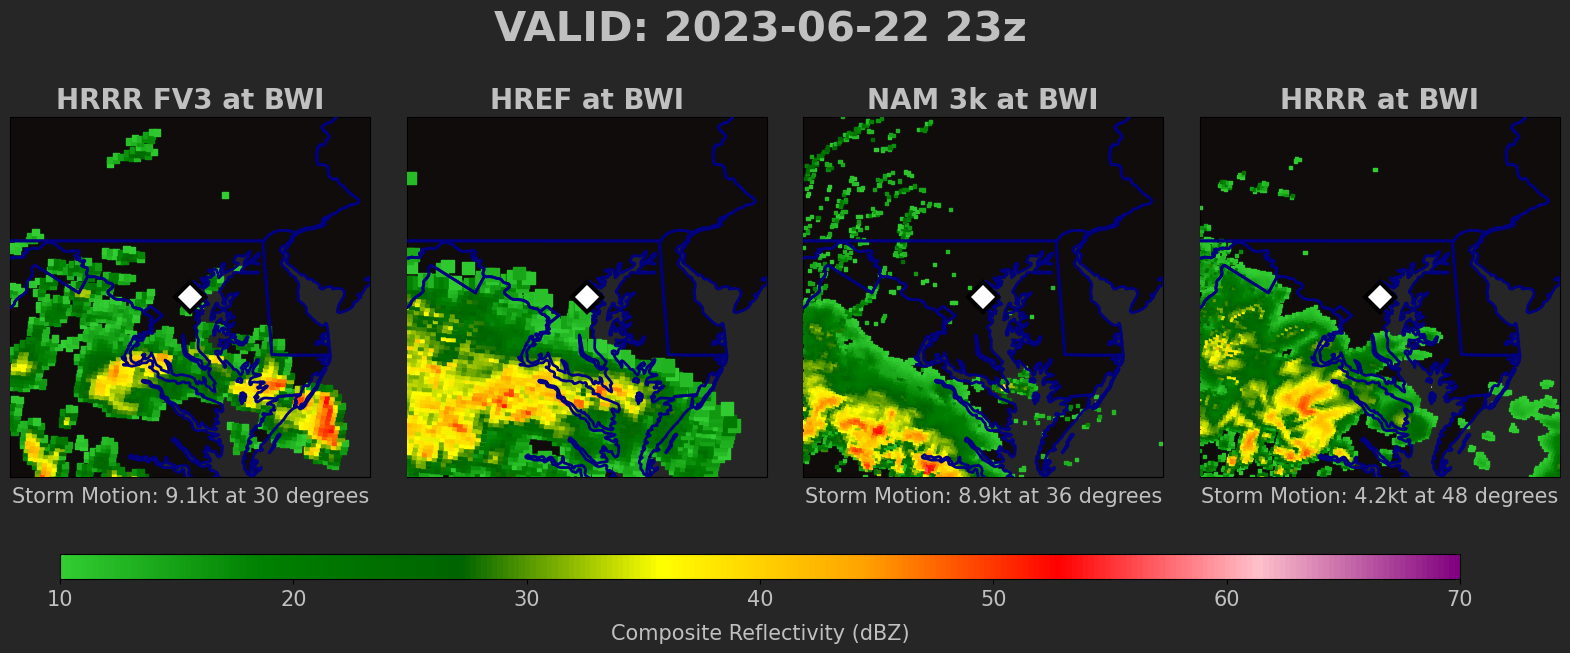 VALID: 2023-06-22 23z
HRRR FV3 at BWI
HREF at BWI
NAM 3k at BWI
HRRR at BWI
Storm Motion: 9.1kt at 30 degrees
Storm Motion: 8.9kt at 36 degrees
Storm Motion: 4.2kt at 48 degrees
10 20 30 40 50 60 70
Composite Reflectivity (dBZ)